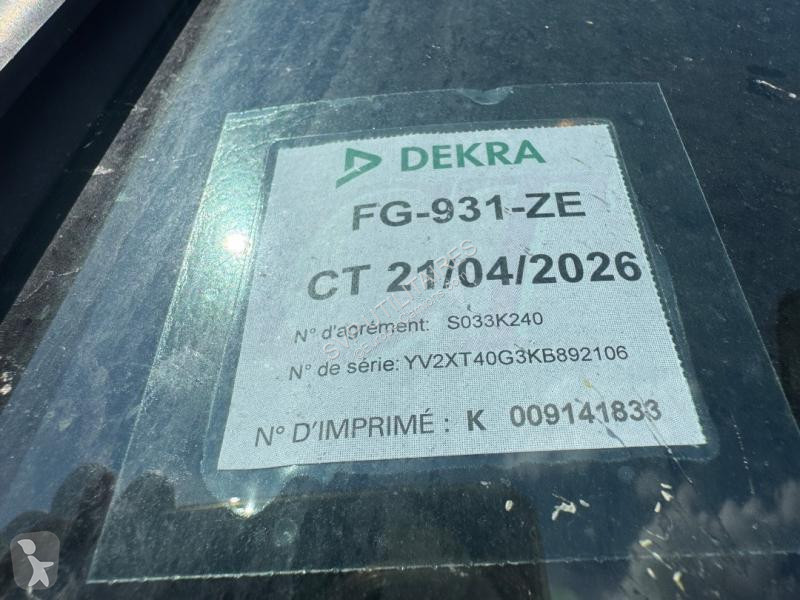 DEKRA
FG-931-ZE
CT 21/04/2026
N° d'agrément: S033K240
N° de série: YV2XT40G3KB892106
N° D'IMPRIMÉ : K 009141833